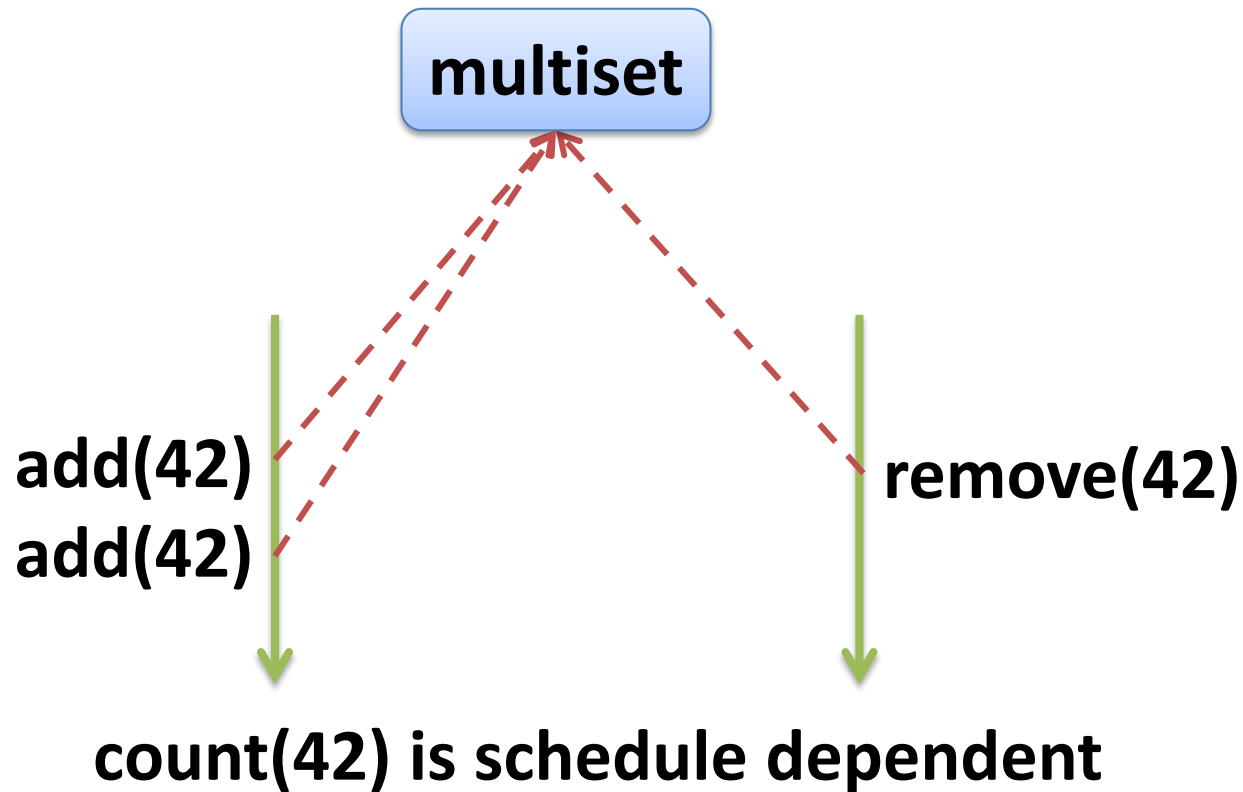 multiset
add(42)
remove(42)
add(42)
count(42) is schedule dependent